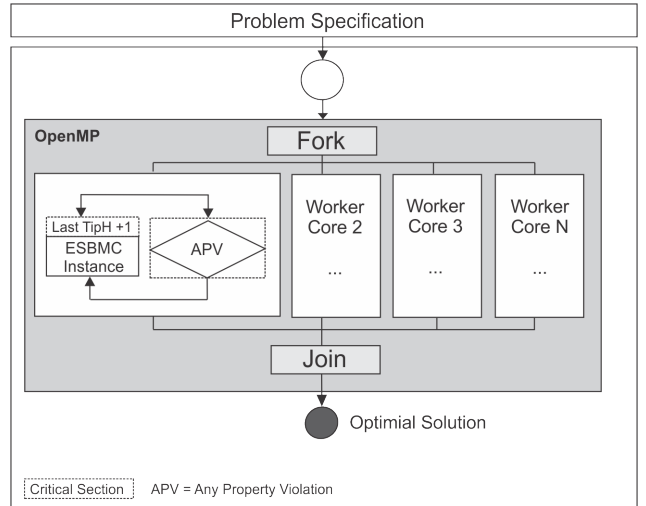 Problem Specification
OpenMP
Fork
Last TipH +1
ESBMC
Instance
APV
Worker
Core 2
...
Worker
Core 3
...
Worker
Core N
...
Join
Optimial Solution
Critical Section
APV = Any Property Violation